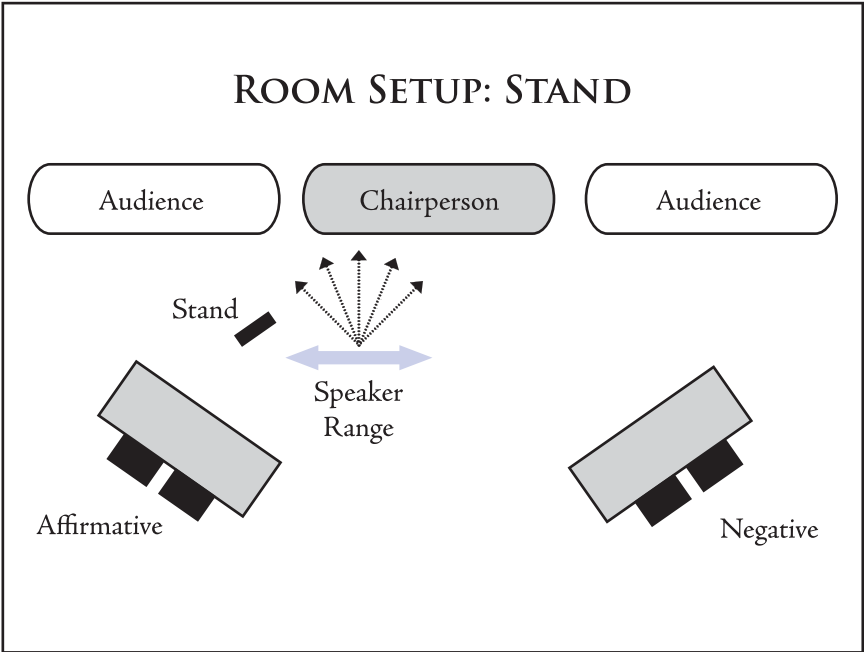 Room Setup: Stand
Audience
Chairperson
Audience
Stand
Speaker
Range
Affirmative
Negative